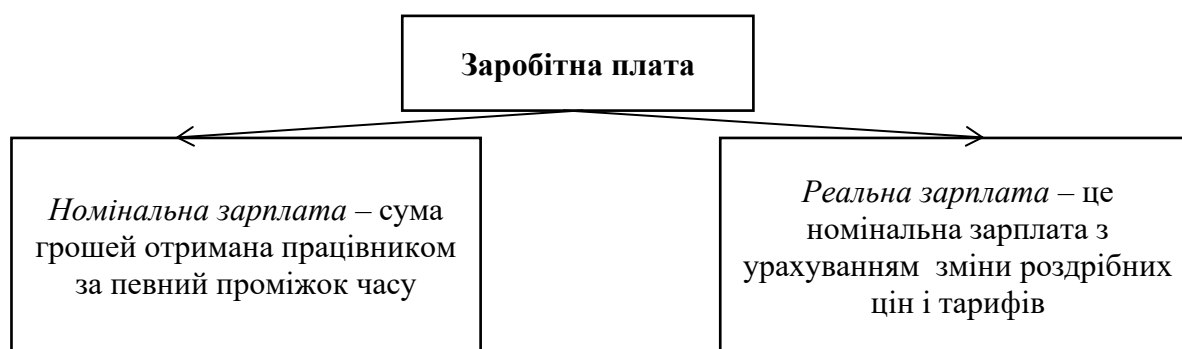 Заробітна плата
Номінальна зарплата – сума
грошей отримана працівником
за певний проміжок часу
Реальна зарплата – це
номінальна зарплата з
урахуванням зміни роздрібних
цін і тарифів